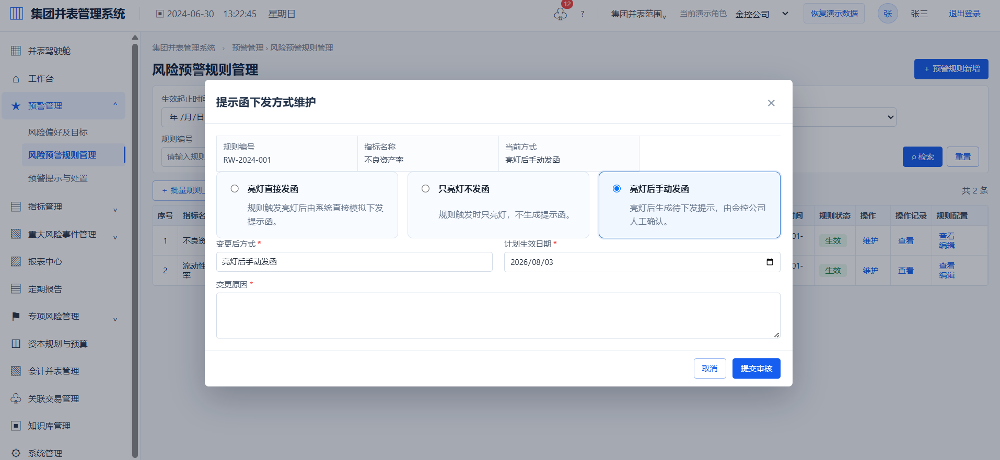 集团并表管理系统
2024-06-30 13:22:45 星期日
12
?
集团并表范围
当前演示角色 金控公司
恢复演示数据
张 张三
退出登录
并表驾驶舱
工作台
预警管理
风险偏好及目标
风险预警规则管理
预警提示与处置
指标管理
重大风险事件管理
报表中心
定期报告
专项风险管理
资本规划与预算
会计并表管理
关联交易管理
知识库管理
系统管理
集团并表管理系统 › 预警管理 › 风险预警规则管理
风险预警规则管理
+ 预警规则新增
生效起止时间
年 /月/日
规则编号
请输入规则
检索
重置
+ 批量规则
共 2 条
序号 指标名 时间 规则状态 操作 操作记录 规则配置
1 不良资 01- 生效 维护 查看 查看
编辑
2 流动性 01- 生效 维护 查看 查看
率 编辑
提示函下发方式维护
×
规则编号 指标名称 当前方式
RW-2024-001 不良资产率 亮灯后手动发函
亮灯直接发函
规则触发亮灯后由系统直接模拟下发
提示函。
只亮灯不发函
规则触发时只亮灯，不生成提示函。
亮灯后手动发函
亮灯后生成待下发提示，由金控公司
人工确认。
变更后方式 *
亮灯后手动发函
计划生效日期 *
2026/08/03
变更原因 *
取消
提交审核